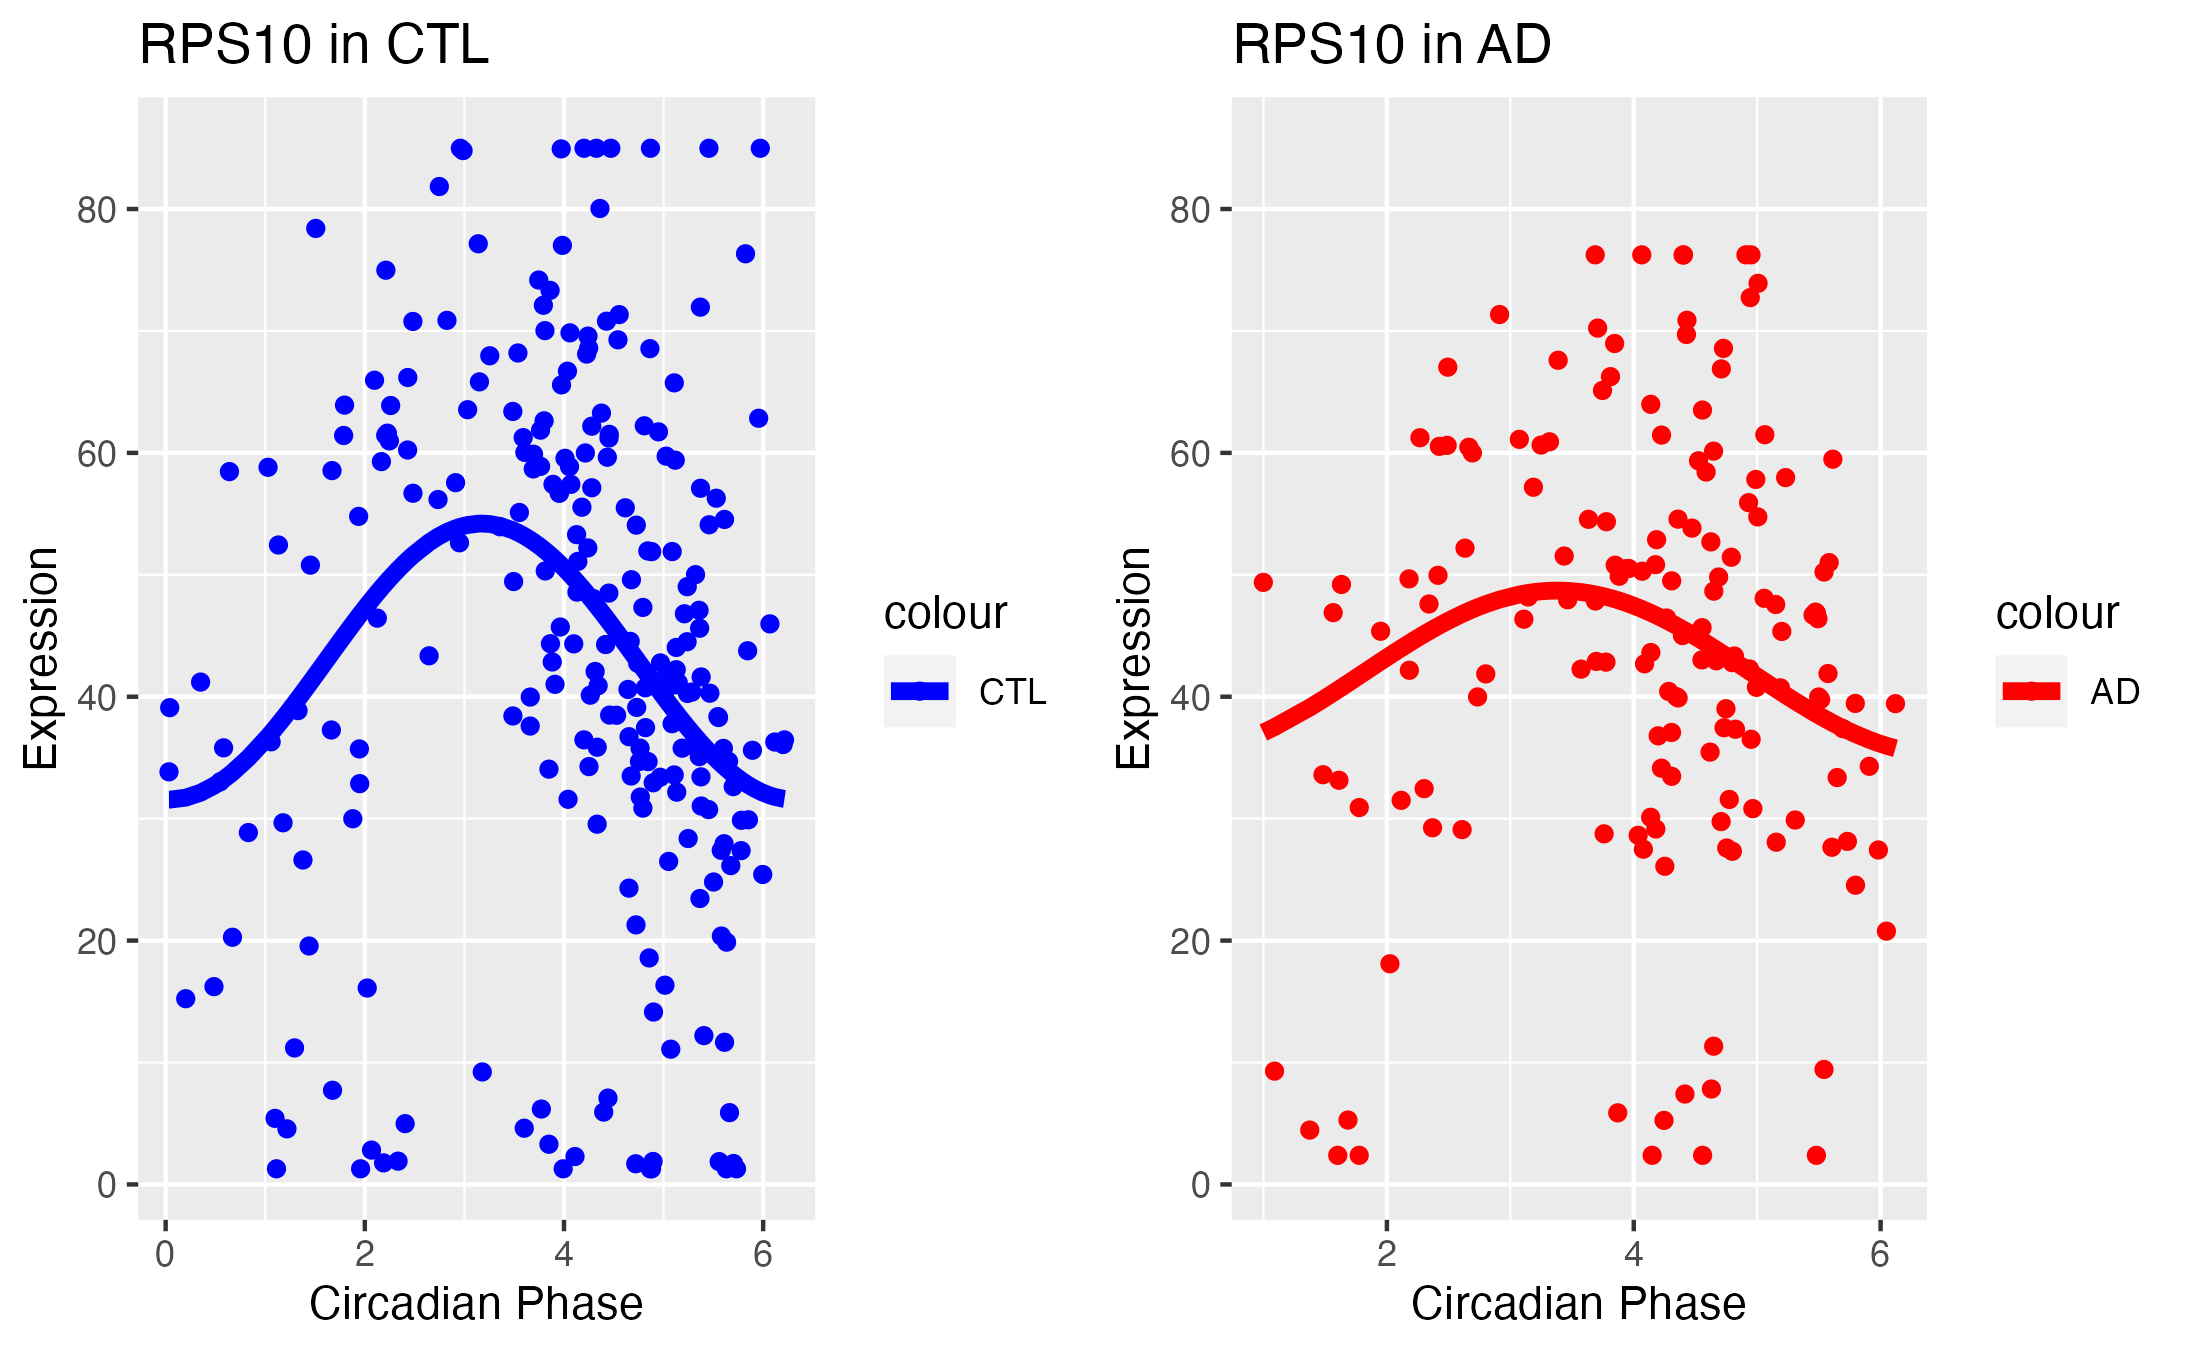 RPS10 in CTL
80
60
40
20
0
Expression
0 2 4 6
Circadian Phase
colour
CTL
RPS10 in AD
80
60
40
20
0
Expression
2 4 6
Circadian Phase
colour
AD